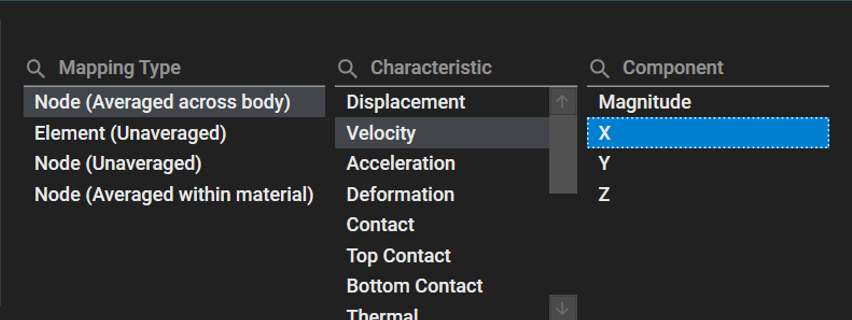 Mapping Type
Node (Averaged across body)
Element (Unaveraged)
Node (Unaveraged)
Node (Averaged within material)
Characteristic
Displacement
Velocity
Acceleration
Deformation
Contact
Top Contact
Bottom Contact
Thermal
Component
Magnitude
X
Y
Z